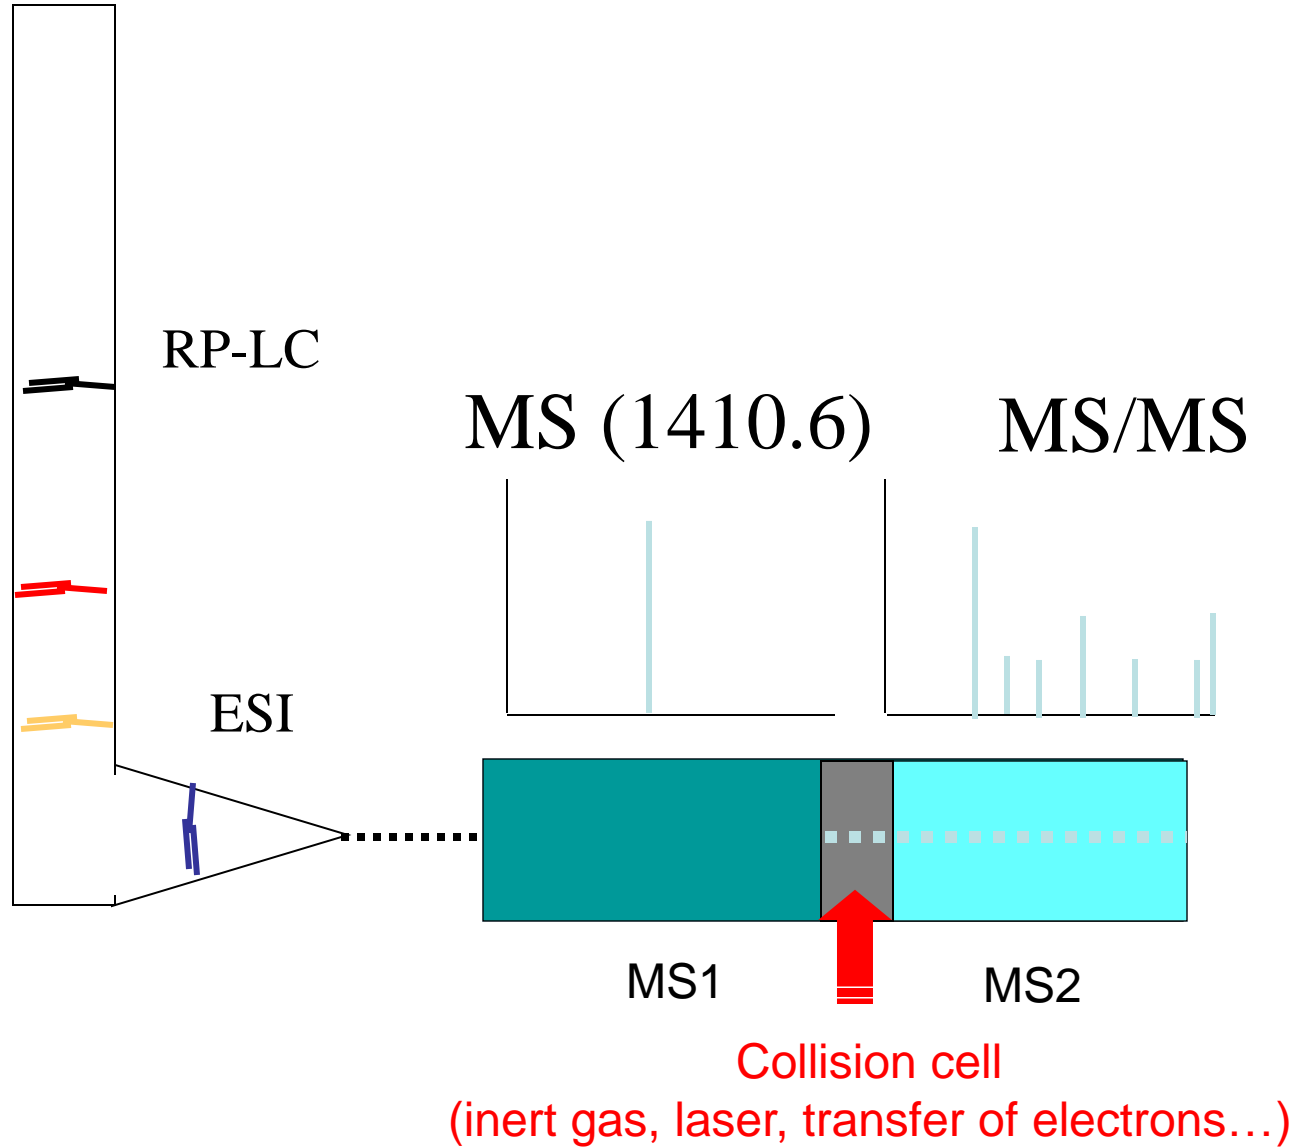 RP-LC
MS (1410.6)
MS/MS
ESI
MS1
MS2
Collision cell
(inert gas, laser, transfer of electrons…)